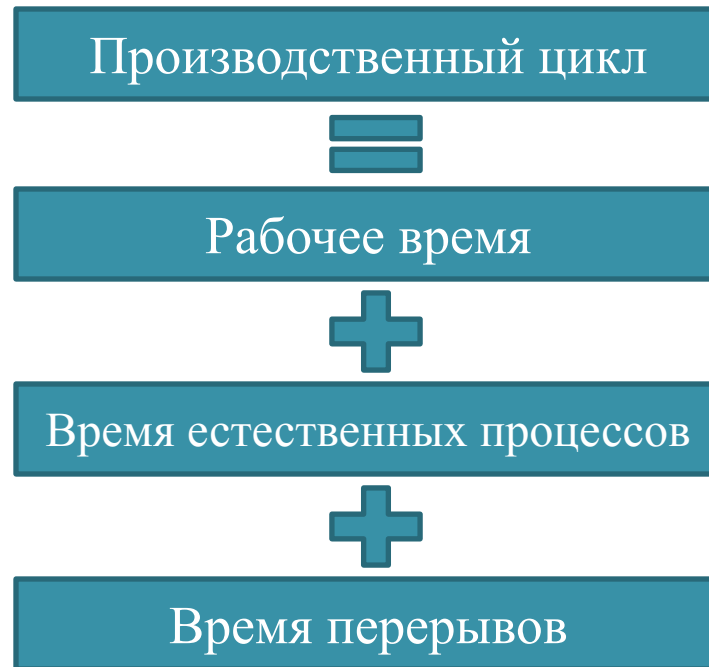 Производственный цикл
Рабочее время
Время естественных процессов
Время перерывов